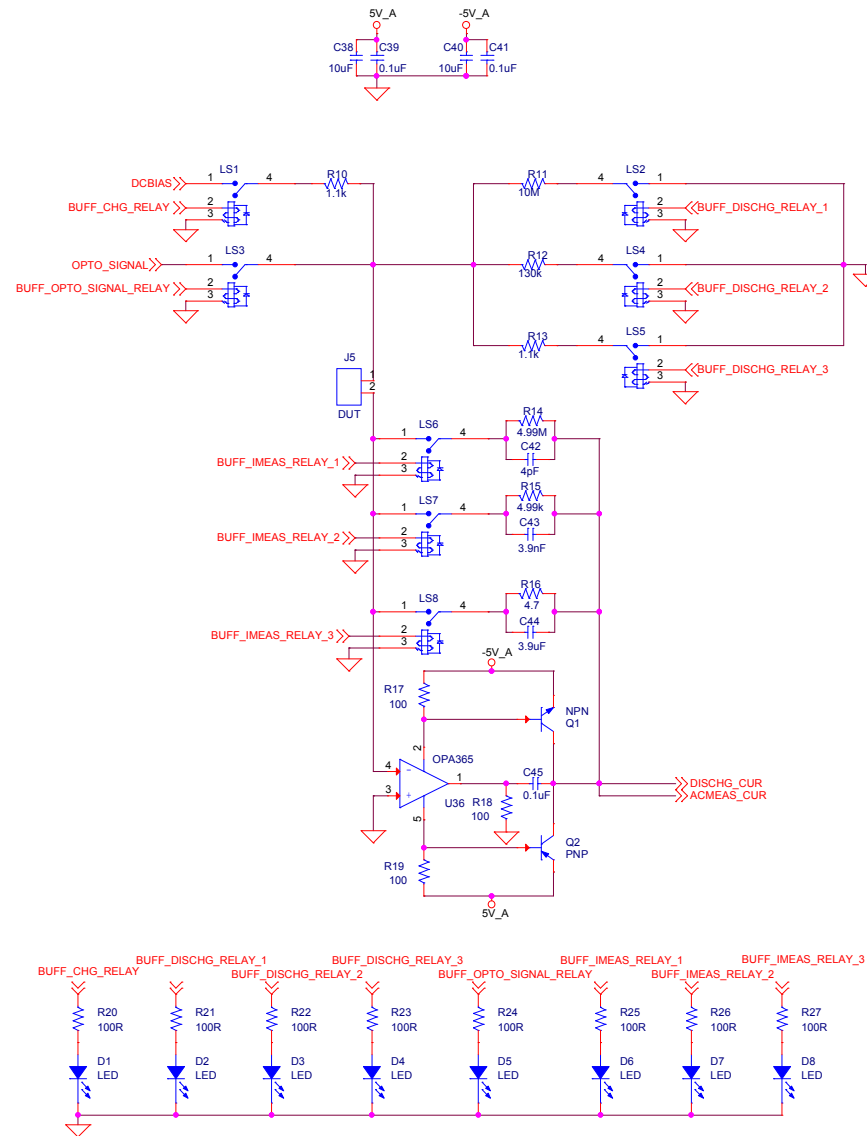 5V_A -5V_A
C38 C39 C40 C41
10uF 0.1uF 10uF 0.1uF
LS1 R10 R11 LS2
DCBIAS 1 4 1.1k 10M 4 1
BUFF_CHG_RELAY 2 2 BUFF_DISCHG_RELAY_1
3 3
LS3 R12 LS4
OPTO_SIGNAL 1 4 130k 4 1
BUFF_OPTO_SIGNAL_RELAY 2 2 BUFF_DISCHG_RELAY_2
3 3
R13 LS5
1.1k 4 1
J5 2 BUFF_DISCHG_RELAY_3
1 3
2
DUT
LS6 R14
1 4 4.99M
BUFF_IMEAS_RELAY_1 2 C42
3 4pF
LS7 R15
1 4 4.99k
BUFF_IMEAS_RELAY_2 2 C43
3 3.9nF
LS8 R16
1 4 4.7
BUFF_IMEAS_RELAY_3 2 C44
3 3.9uF
-5V_A
R17 NPN
100 Q1
2
OPA365
4 - 1 C45 DISCHG_CUR
3 + U36 R18 0.1uF ACMEAS_CUR
100
5
Q2
R19 PNP
100
5V_A
BUFF_CHG_RELAY BUFF_DISCHG_RELAY_1 BUFF_DISCHG_RELAY_2 BUFF_DISCHG_RELAY_3 BUFF_OPTO_SIGNAL_RELAY BUFF_IMEAS_RELAY_1 BUFF_IMEAS_RELAY_2 BUFF_IMEAS_RELAY_3
R20 R21 R22 R23 R24 R25 R26 R27
100R 100R 100R 100R 100R 100R 100R 100R
D1 D2 D3 D4 D5 D6 D7 D8
LED LED LED LED LED LED LED LED